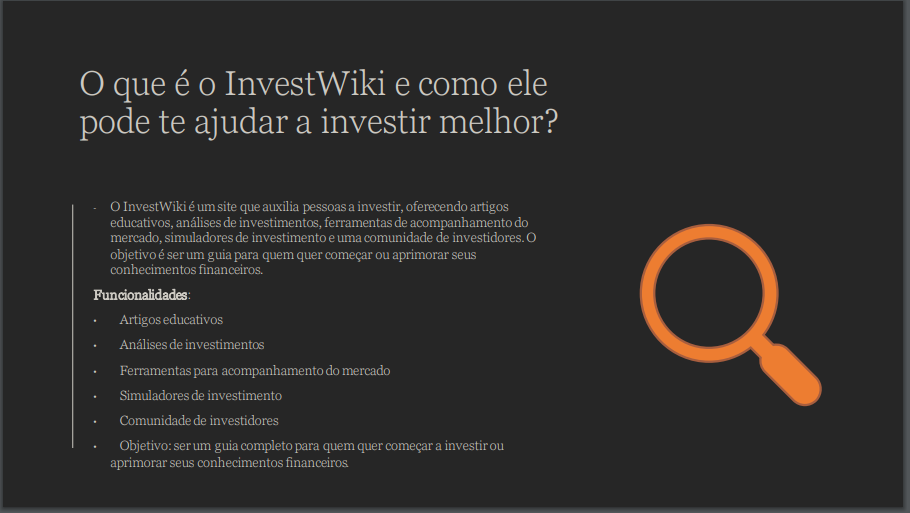 O que é o InvestWiki e como ele
pode te ajudar a investir melhor?
- O InvestWiki é um site que auxilia pessoas a investir, oferecendo artigos
educativos, análises de investimentos, ferramentas de acompanhamento do
mercado, simuladores de investimento e uma comunidade de investidores. O
objetivo é ser um guia para quem quer começar ou aprimorar seus
conhecimentos financeiros.
Funcionalidades:
• Artigos educativos
• Análises de investimentos
• Ferramentas para acompanhamento do mercado
• Simuladores de investimento
• Comunidade de investidores
• Objetivo: ser um guia completo para quem quer começar a investir ou
aprimorar seus conhecimentos financeiros.